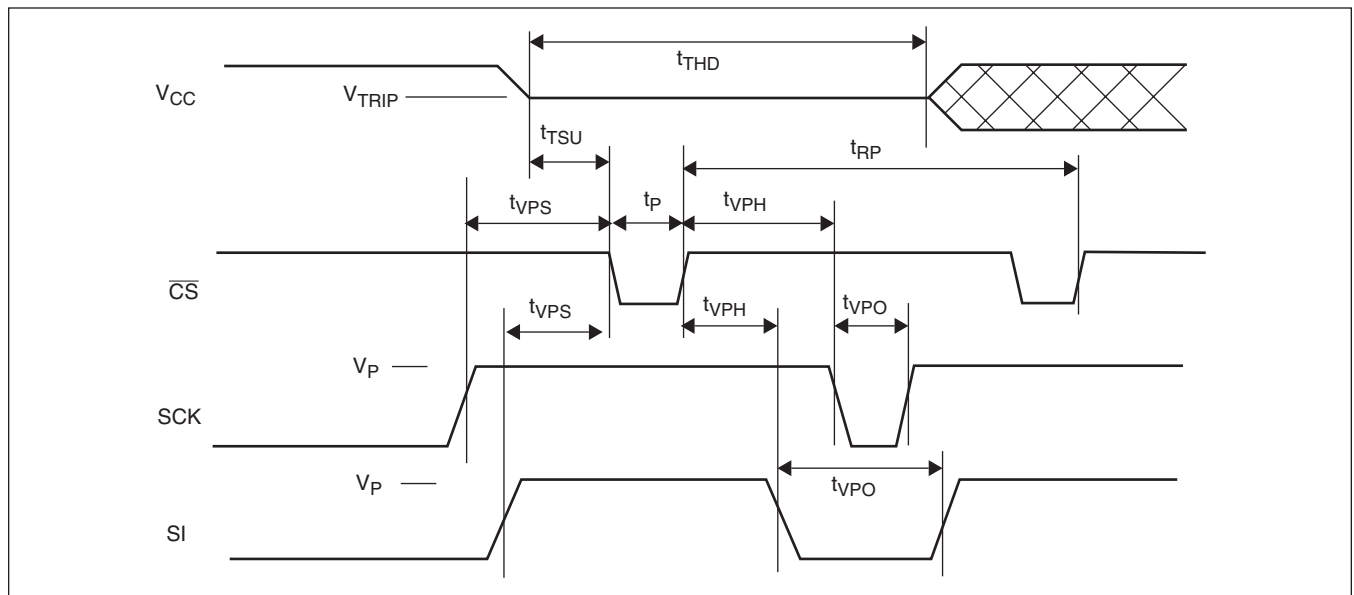 tTHD
VCC
VTRIP
tTSU
tRP
tVPS
tP
tVPH
CS
tVPS
tVPH
tVPO
VP
SCK
VP
tVPO
SI